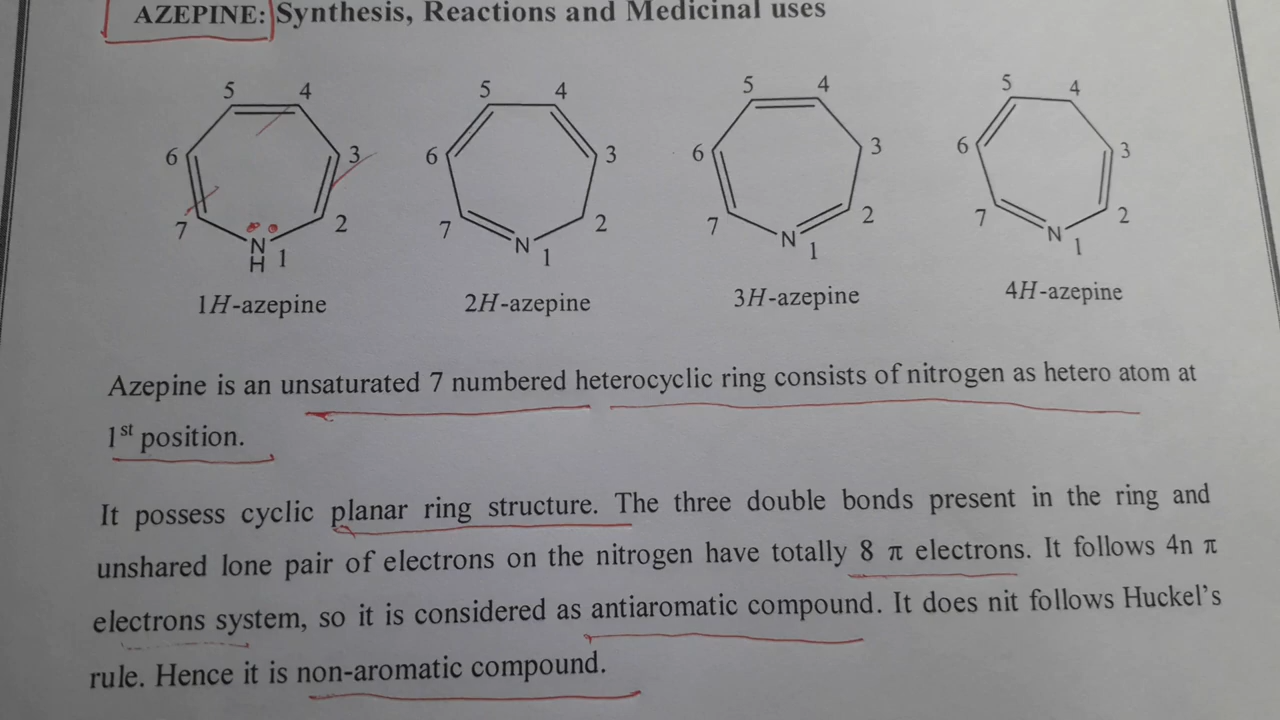 AZEPINE: Synthesis, Reactions and Medicinal uses
5 4 5 4 5 4 5 4
6 3 6 3 6 3 6 3
7 2 7 2 7 2 7 2
N H 1 N 1 N 1 N 1
1H-azepine 2H-azepine 3H-azepine 4H-azepine
Azepine is an unsaturated 7 numbered heterocyclic ring consists of nitrogen as hetero atom at
1st position.
It possess cyclic planar ring structure. The three double bonds present in the ring and
unshared lone pair of electrons on the nitrogen have totally 8 π electrons. It follows 4n π
electrons system, so it is considered as antiaromatic compound. It does nit follows Huckel's
rule. Hence it is non-aromatic compound.